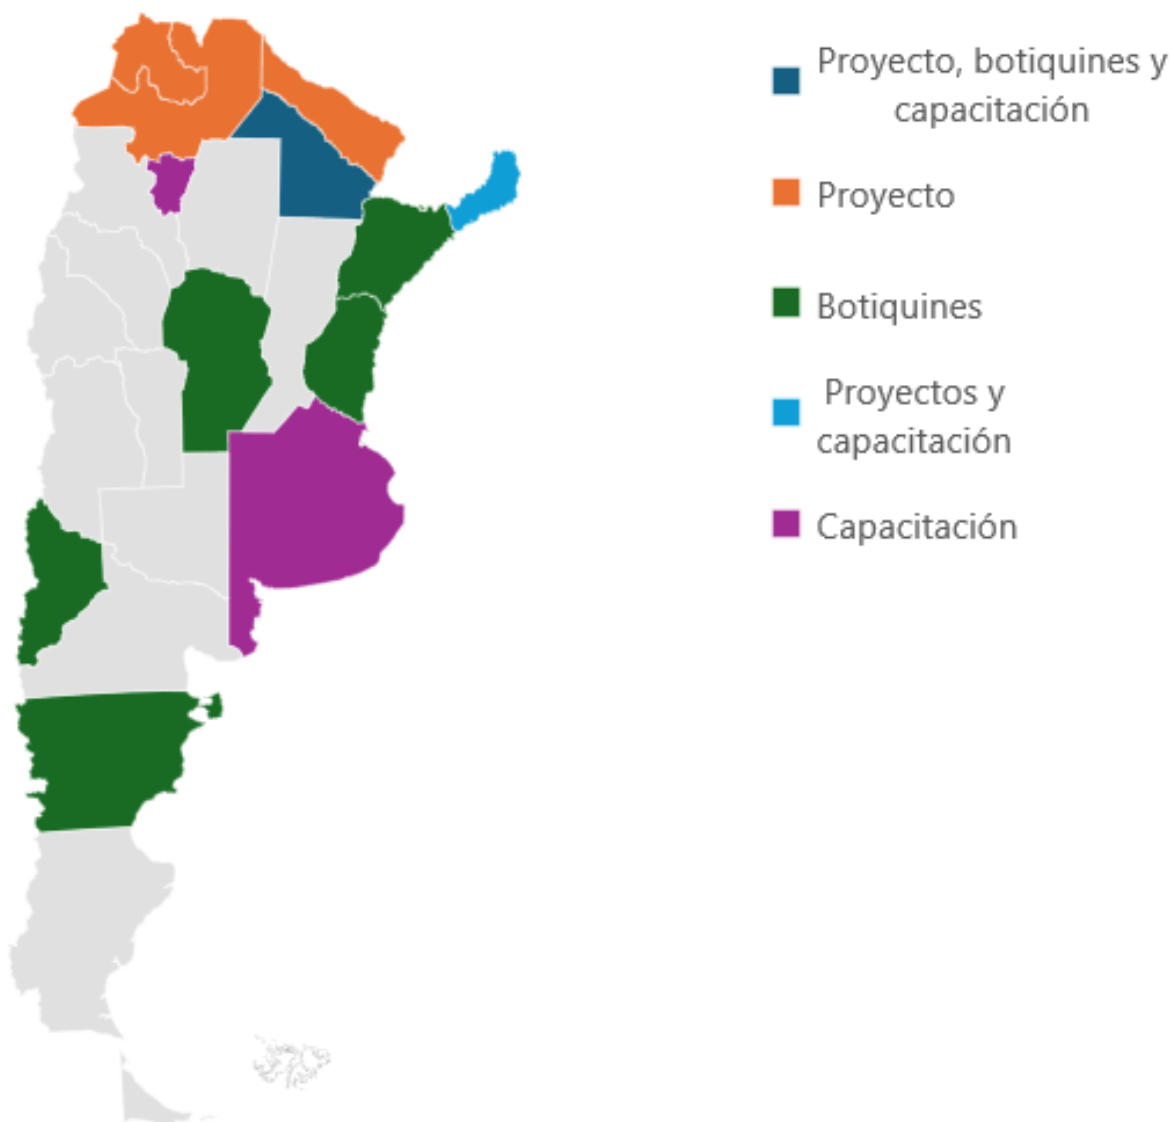 Proyecto, botiquines y
capacitación
Proyecto
Botiquines
Proyectos y
capacitación
Capacitación